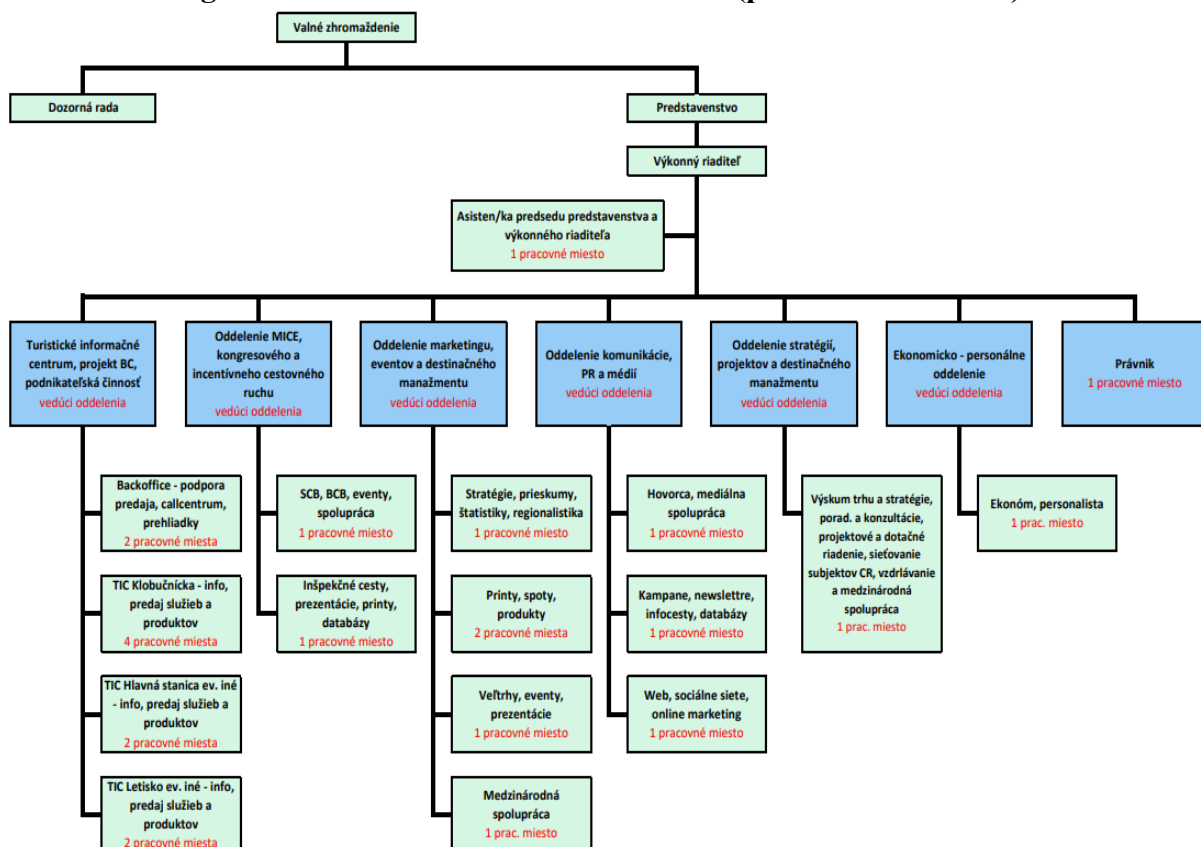 Valné zhromaždenie
Dozorná rada
Predstavenstvo
Výkonný riaditeľ
Asisten/ka predsedu predstavenstva a
výkonného riaditeľa
1 pracovné miesto
Turistické informačné
centrum, projekt BC,
podnikateľská činnosť
vedúci oddelenia
Oddelenie MICE,
kongresového a
incentívneho cestovného
ruchu
vedúci oddelenia
Oddelenie marketingu,
eventov a destinačného
manažmentu
vedúci oddelenia
Oddelenie komunikácie,
PR a médií
vedúci oddelenia
Oddelenie stratégií,
projektov a destinačného
manažmentu
vedúci oddelenia
Ekonomicko - personálne
oddelenie
vedúci oddelenia
Právnik
1 pracovné miesto
Backoffice - podpora
predaja, callcentrum,
prehliadky
2 pracovné miesta
TIC Klobučnícka - info,
predaj služieb a
produktov
4 pracovné miesta
TIC Hlavná stanica ev. iné
- info, predaj služieb a
produktov
2 pracovné miesta
TIC Letisko ev. iné - info,
predaj služieb a
produktov
2 pracovné miesta
SCB, BCB, eventy,
spolupráca
1 pracovné miesto
Inšpekčné cesty,
prezentácie, printy,
databázy
1 pracovné miesto
Stratégie, prieskumy,
štatistiky, regionalistika
1 pracovné miesto
Printy, spoty,
produkty
2 pracovné miesta
Veľtrhy, eventy,
prezentácie
1 pracovné miesto
Medzinárodná
spolupráca
1 prac. miesto
Hovorca, mediálna
spolupráca
1 pracovné miesto
Kampane, newslettre,
infocesty, databázy
1 pracovné miesto
Web, sociálne siete,
online marketing
1 pracovné miesto
Výskum trhu a stratégie,
porad. a konzultácie,
projektové a dotačné
riadenie, sieťovanie
subjektov CR, vzdrlávanie
a medzinárodná
spolupráca
1 prac. miesto
Ekonóm, personalista
1 prac. miesto